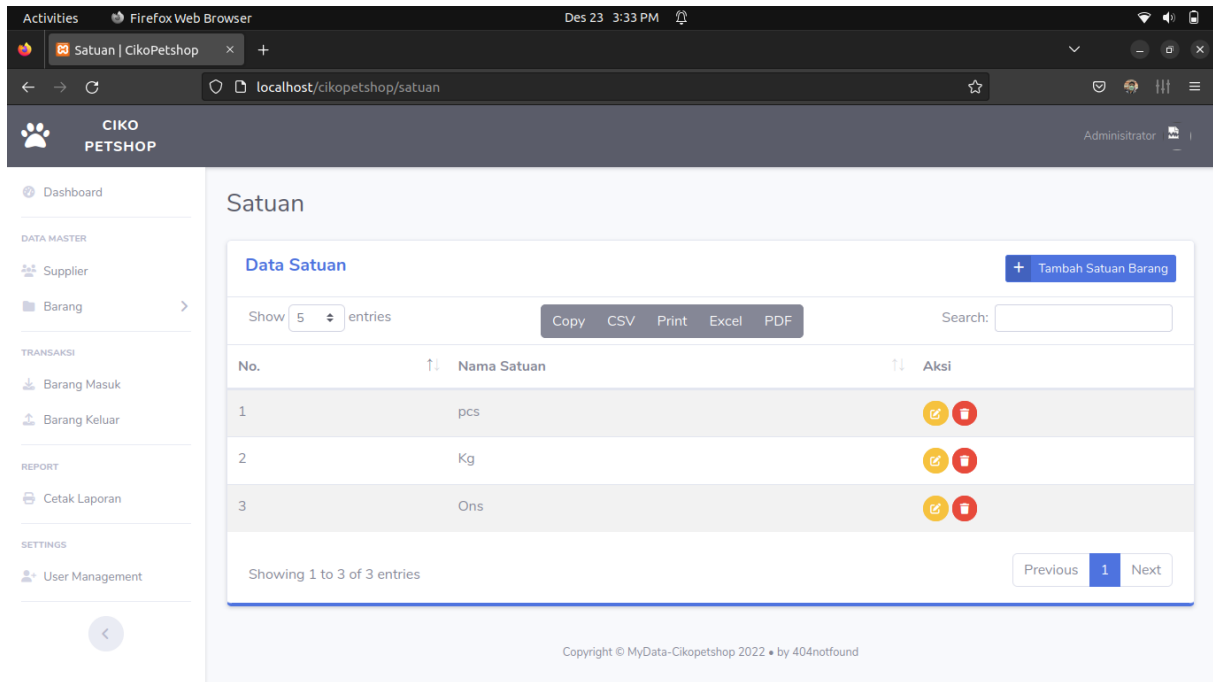 Activities Firefox Web Browser Des 23 3:33 PM
Satuan | CikoPetshop
localhost/cikopetshop/satuan
CIKO
PETSHOP
Adminisitrator
Dashboard
DATA MASTER
Supplier
Barang
TRANSAKSI
Barang Masuk
Barang Keluar
REPORT
Cetak Laporan
SETTINGS
User Management
Satuan
Data Satuan
+ Tambah Satuan Barang
Show 5 entries
Copy CSV Print Excel PDF
Search:
No. Nama Satuan Aksi
1 pcs
2 Kg
3 Ons
Showing 1 to 3 of 3 entries
Previous 1 Next
Copyright © MyData-Cikopetshop 2022 • by 404notfound